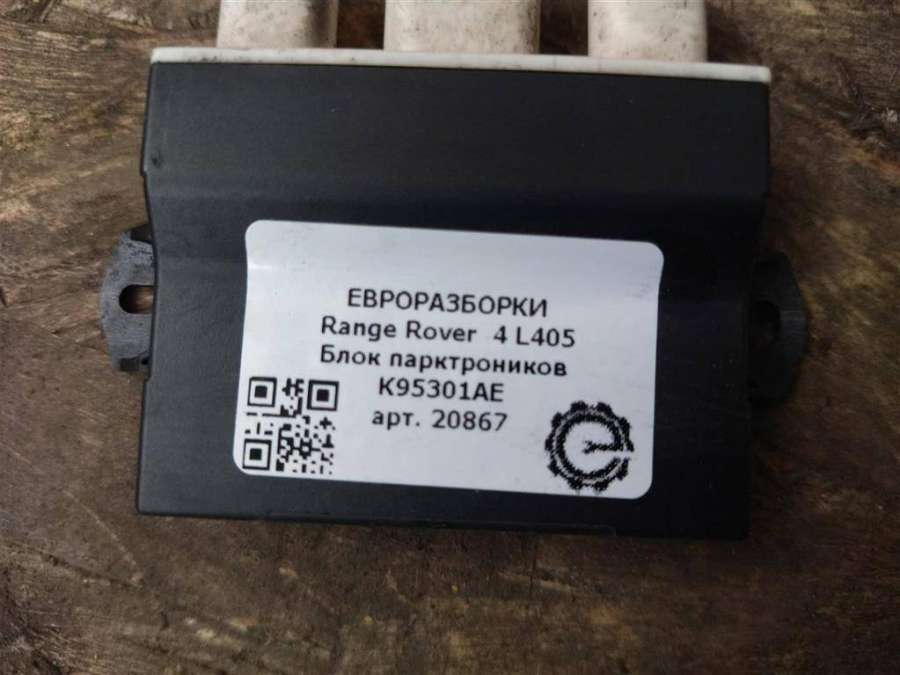 ЕВРОРАЗБОРКИ
Range Rover 4 L405
Блок парктроников
K95301AE
арт. 20867